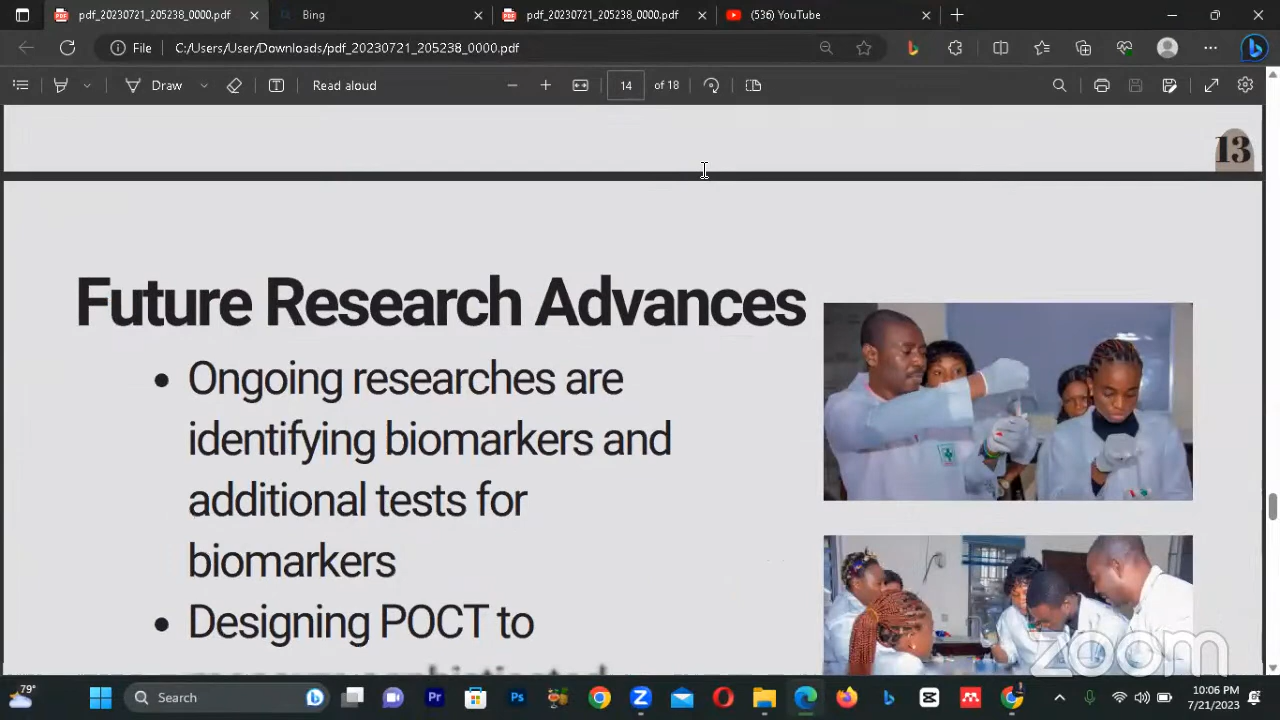 pdf_20230721_205238_0000.pdf
Bing
pdf_20230721_205238_0000.pdf
(536) YouTube
File
C:/Users/User/Downloads/pdf_20230721_205238_0000.pdf
Draw
Read aloud
14
of 18
13
Future Research Advances
• Ongoing researches are
identifying biomarkers and
additional tests for
biomarkers
• Designing POCT to
zoom
79°
Search
10:06 PM
7/21/2023